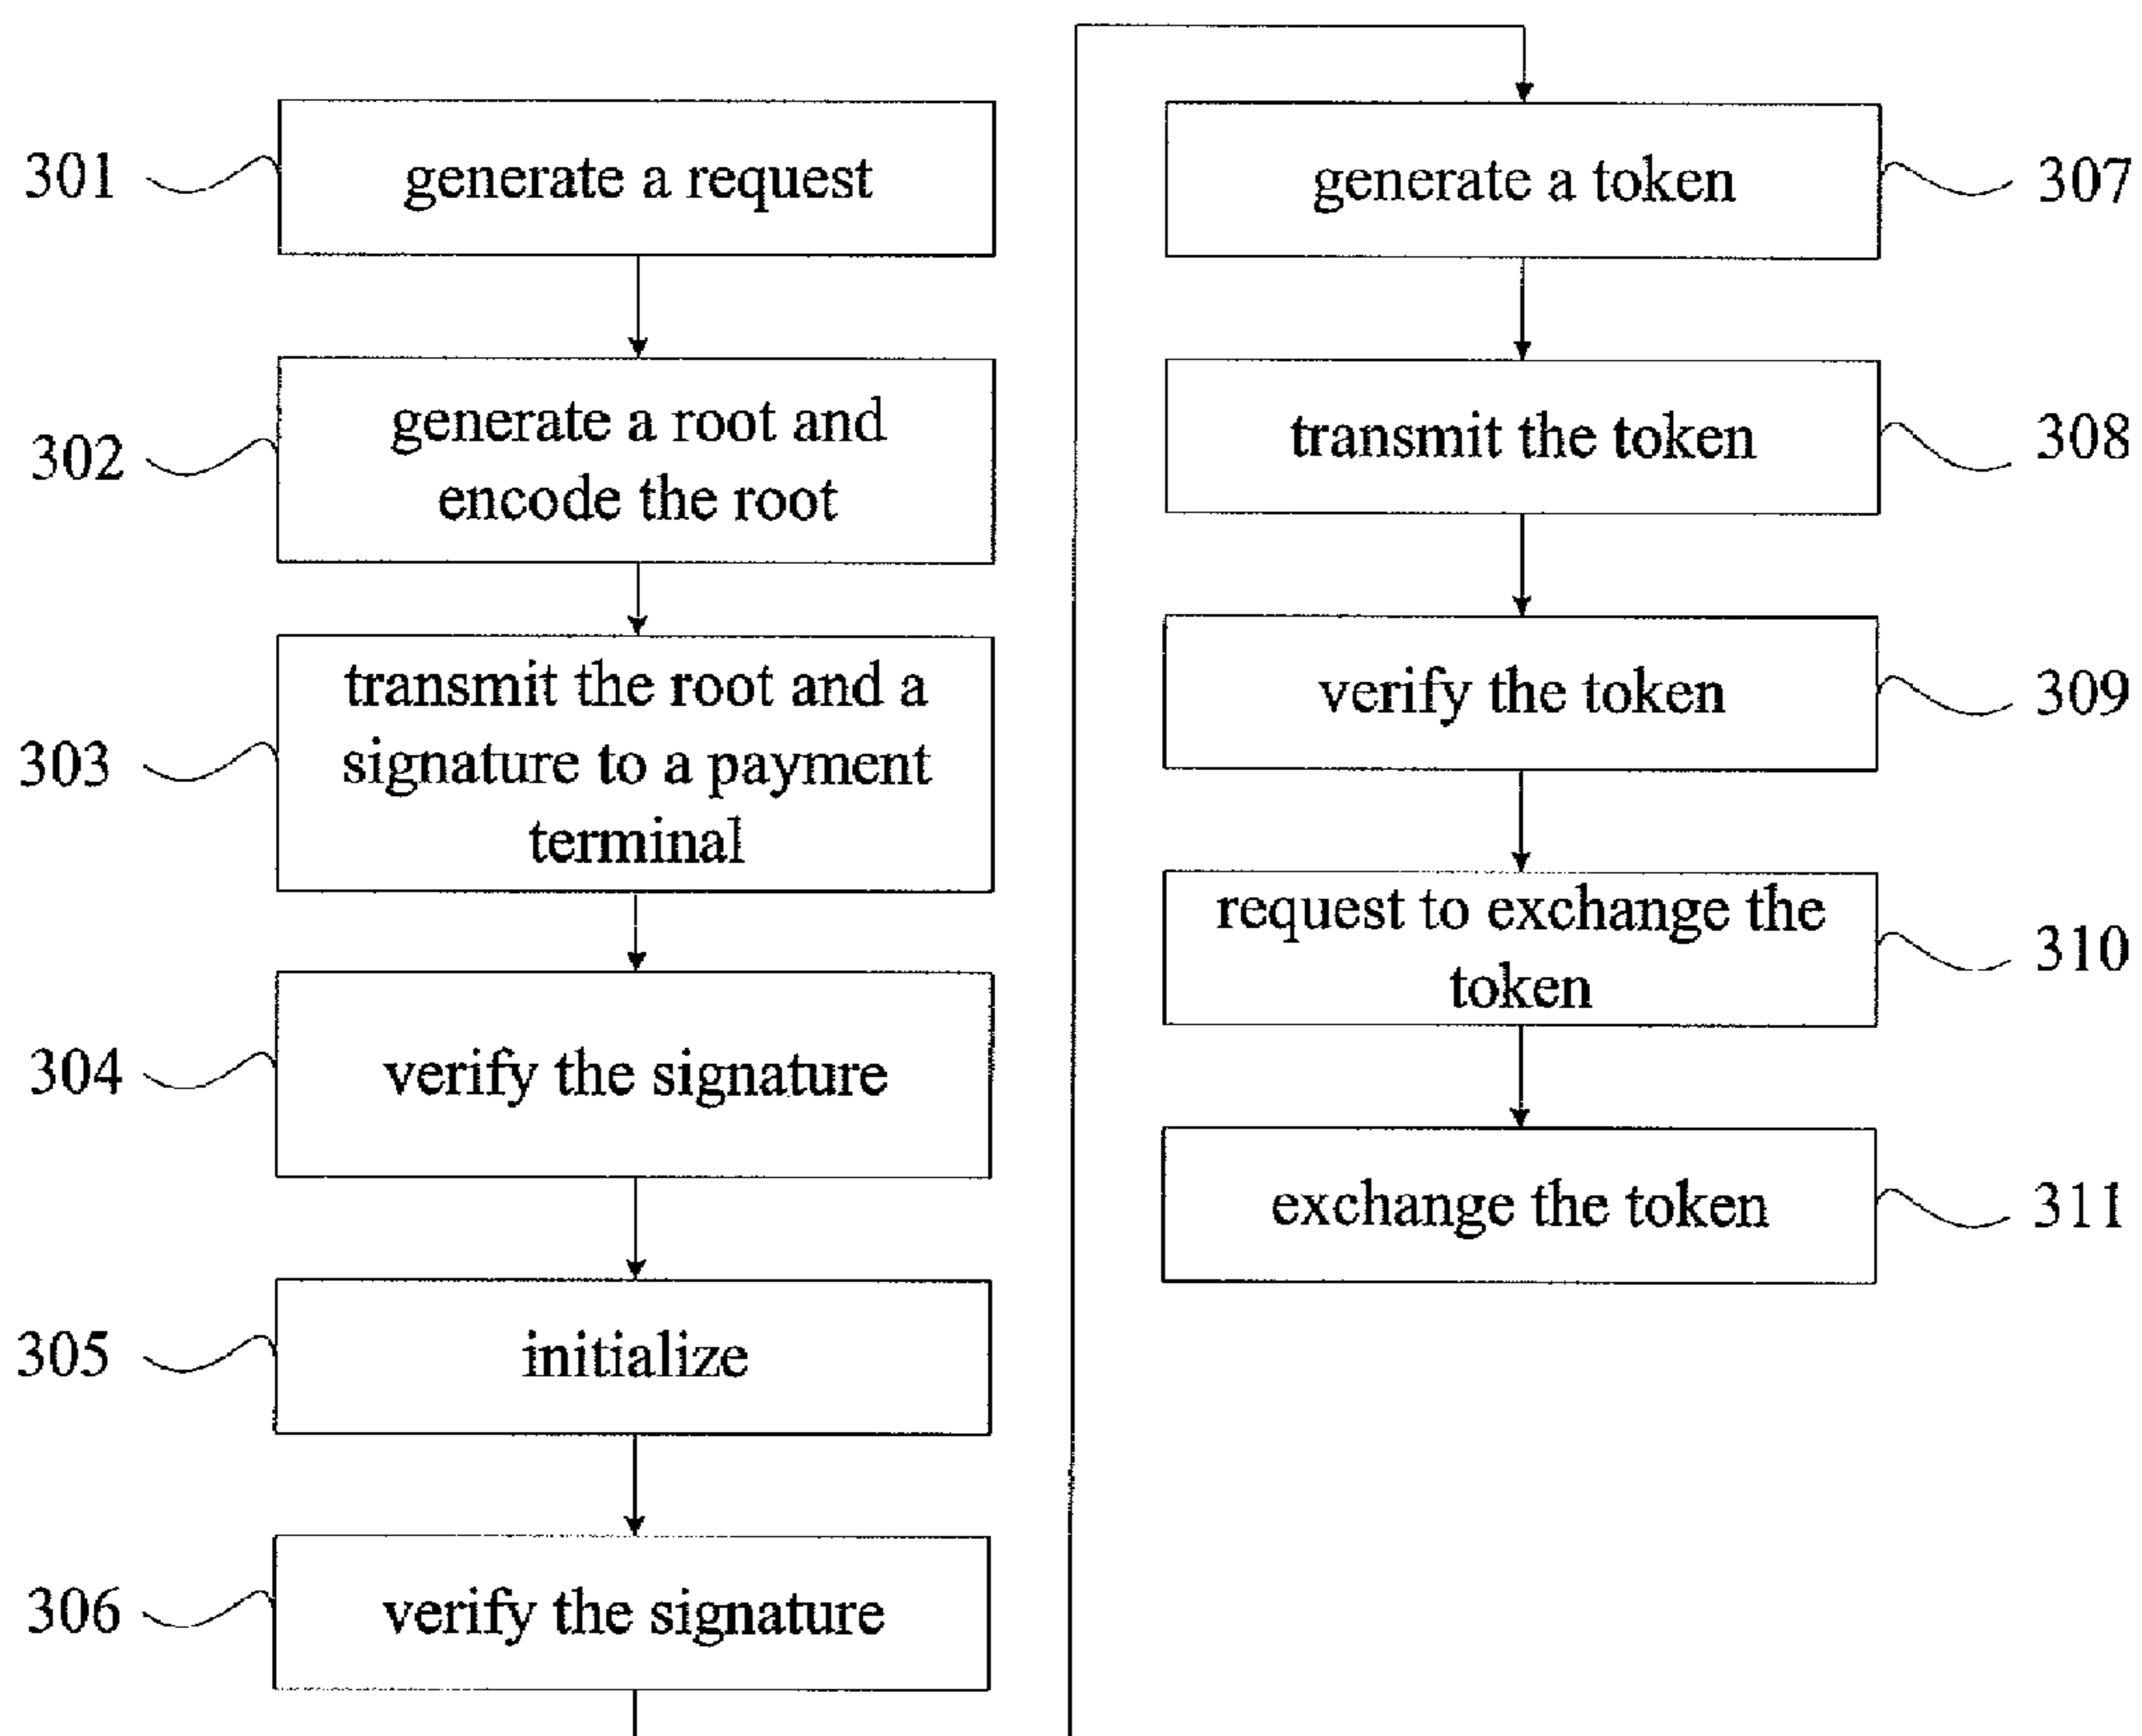 301
generate a request
302
generate a root and
encode the root
303
transmit the root and a
signature to a payment
terminal
304
verify the signature
305
initialize
306
verify the signature
generate a token
307
transmit the token
308
verify the token
309
request to exchange the
token
310
exchange the token
311